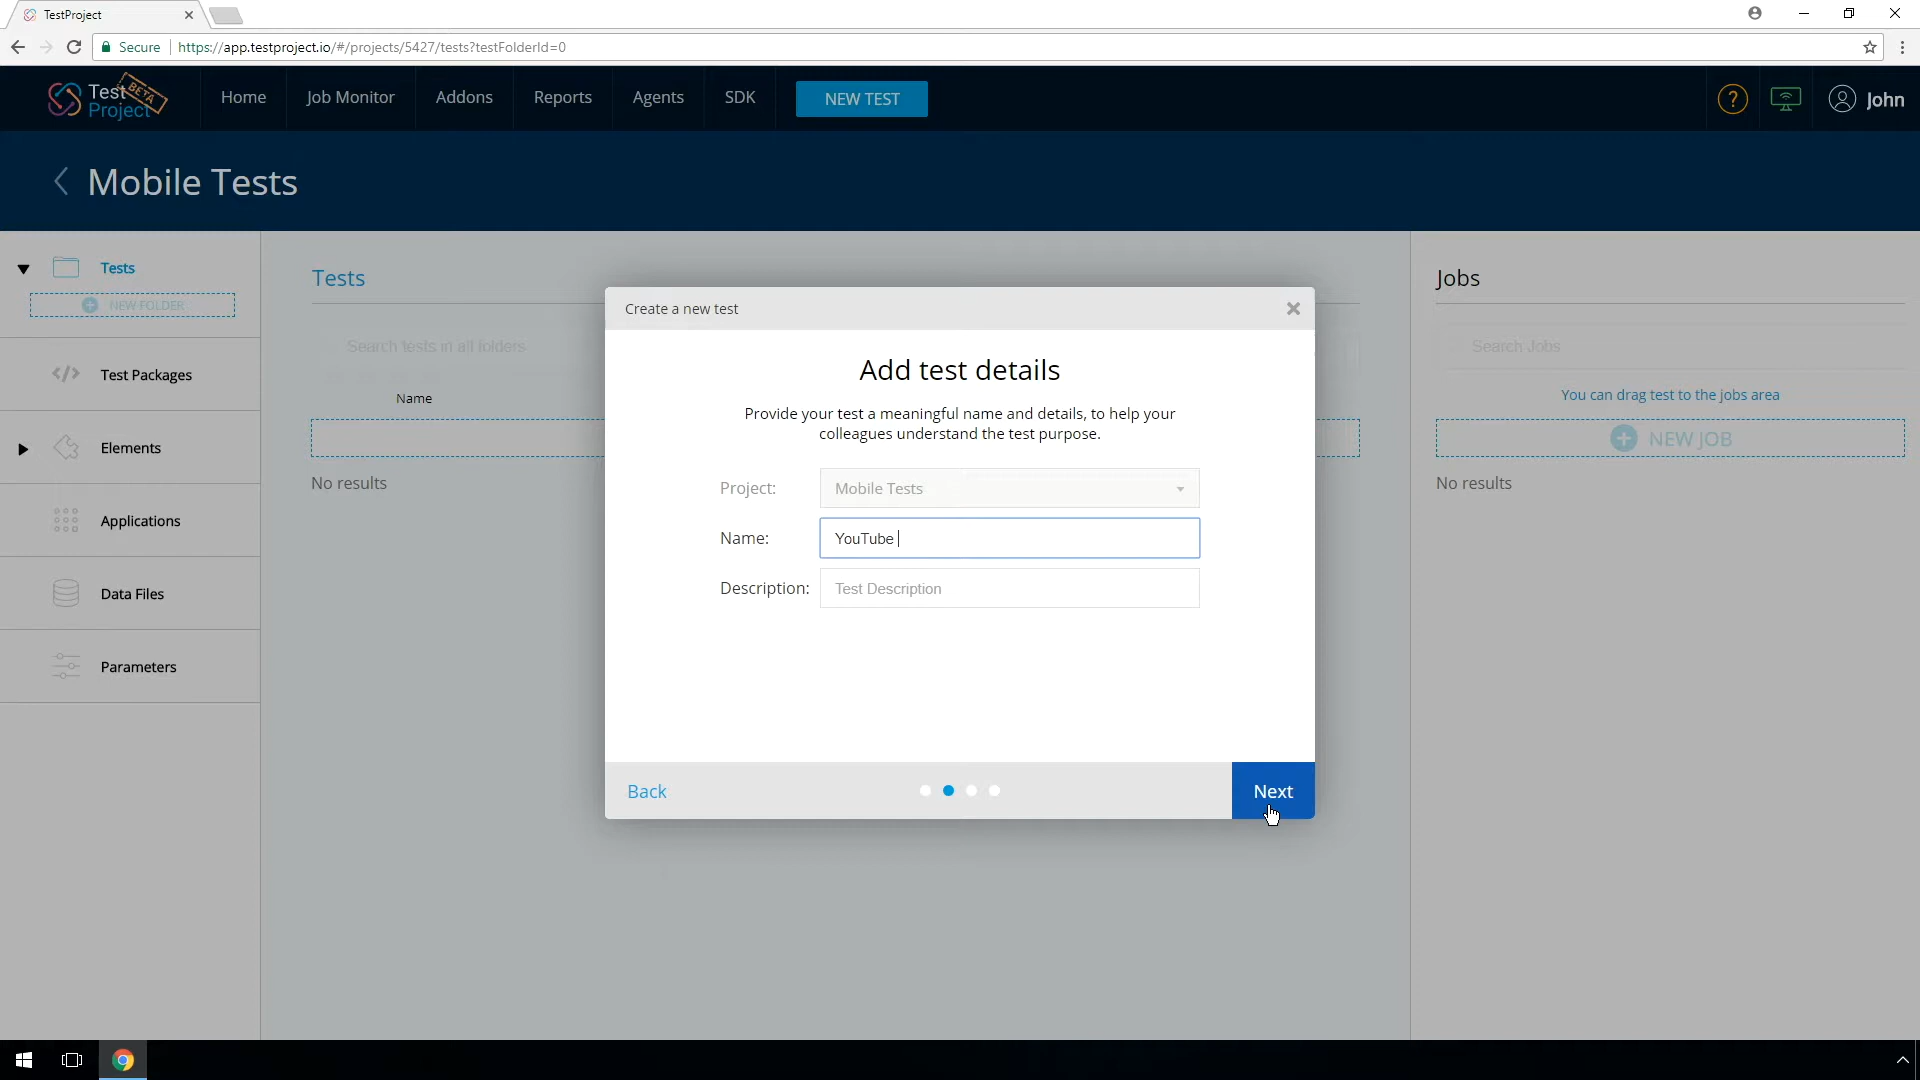 TestProject
Secure
https://app.testproject.io/#/projects/5427/tests?testFolderId=0
Test
Project
BETA
Home
Job Monitor
Addons
Reports
Agents
SDK
NEW TEST
?
John
Mobile Tests
Tests
NEW FOLDER
Test Packages
Elements
Applications
Data Files
Parameters
Tests
Search tests in all folders
Name
No results
Create a new test
Add test details
Provide your test a meaningful name and details, to help your
colleagues understand the test purpose.
Project:
Mobile Tests
Name:
YouTube
Description:
Test Description
Back
Next
Jobs
Search Jobs
You can drag test to the jobs area
NEW JOB
No results